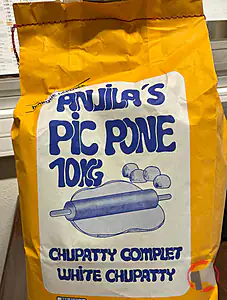 ANJILA'S
PIC PONE
10KG
CHUPATTY COMPLET
WHITE CHUPATTY